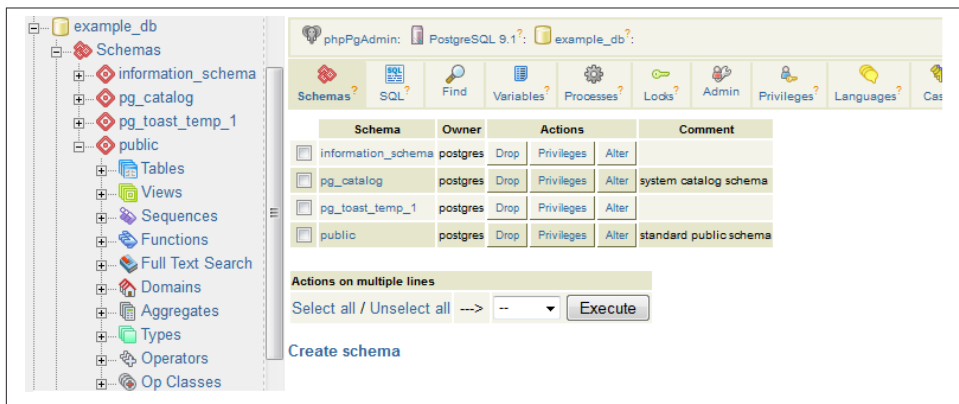 example_db
Schemas
information_schema
pg_catalog
pg_toast_temp_1
public
Tables
Views
Sequences
Functions
Full Text Search
Domains
Aggregates
Types
Operators
Op Classes
phpPgAdmin: PostgreSQL 9.1?: example_db?:
Schemas? SQL? Find Variables? Processes? Locks? Admin Privileges? Languages? Cas
Schema Owner Actions Comment
information_schema postgres Drop Privileges Alter
pg_catalog postgres Drop Privileges Alter system catalog schema
pg_toast_temp_1 postgres Drop Privileges Alter
public postgres Drop Privileges Alter standard public schema
Actions on multiple lines
Select all / Unselect all ---> -- Execute
Create schema